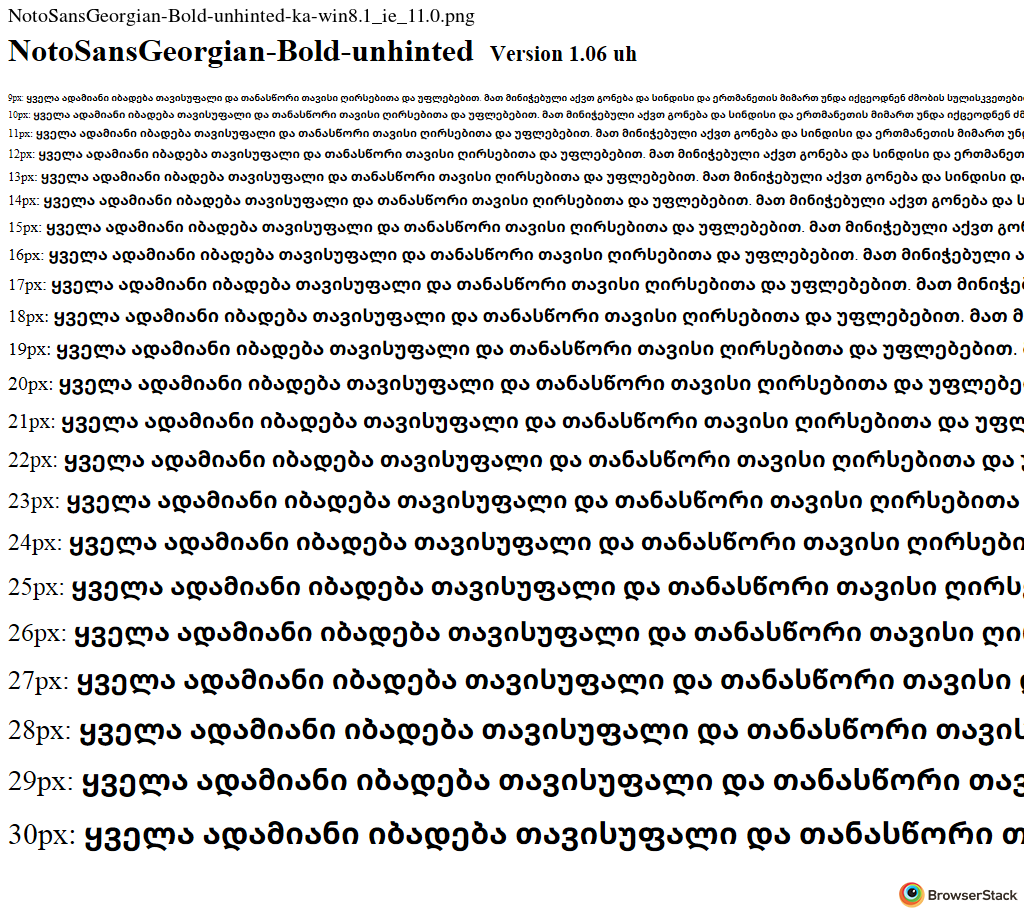 NotoSansGeorgian-Bold-unhinted-ka-win8.1_ie_11.0.png
NotoSansGeorgian-Bold-unhinted Version 1.06 uh
9px: ყველა ადამიანი იბადება თავისუფალი და თანასწორი თავისი ღირსებითა და უფლებებით. მათ მინიჭებული აქვთ გონება და სინდისი და ერთმანეთის მიმართ უნდა იქცეოდნენ ძმობის სულისკვეთები
10px: ყველა ადამიანი იბადება თავისუფალი და თანასწორი თავისი ღირსებითა და უფლებებით. მათ მინიჭებული აქვთ გონება და სინდისი და ერთმანეთის მიმართ უნდა იქცეოდნენ
11px: ყველა ადამიანი იბადება თავისუფალი და თანასწორი თავისი ღირსებითა და უფლებებით. მათ მინიჭებული აქვთ გონება და სინდისი და ერთმანეთის მიმართ
12px: ყველა ადამიანი იბადება თავისუფალი და თანასწორი თავისი ღირსებითა და უფლებებით. მათ მინიჭებული აქვთ გონება და სინდისი და ერთმანეთ
13px: ყველა ადამიანი იბადება თავისუფალი და თანასწორი თავისი ღირსებითა და უფლებებით. მათ მინიჭებული აქვთ გონება და სინდისი
14px: ყველა ადამიანი იბადება თავისუფალი და თანასწორი თავისი ღირსებითა და უფლებებით. მათ მინიჭებული აქვთ გონება და
15px: ყველა ადამიანი იბადება თავისუფალი და თანასწორი თავისი ღირსებითა და უფლებებით. მათ მინიჭებული აქვთ გონ
16px: ყველა ადამიანი იბადება თავისუფალი და თანასწორი თავისი ღირსებითა და უფლებებით. მათ მინიჭებული
17px: ყველა ადამიანი იბადება თავისუფალი და თანასწორი თავისი ღირსებითა და უფლებებით. მათ მინიჭე
18px: ყველა ადამიანი იბადება თავისუფალი და თანასწორი თავისი ღირსებითა და უფლებებით. მათ მ
19px: ყველა ადამიანი იბადება თავისუფალი და თანასწორი თავისი ღირსებითა და უფლებებით.
20px: ყველა ადამიანი იბადება თავისუფალი და თანასწორი თავისი ღირსებითა და უფლებე
21px: ყველა ადამიანი იბადება თავისუფალი და თანასწორი თავისი ღირსებითა და უფლ
22px: ყველა ადამიანი იბადება თავისუფალი და თანასწორი თავისი ღირსებითა და
23px: ყველა ადამიანი იბადება თავისუფალი და თანასწორი თავისი ღირსებითა
24px: ყველა ადამიანი იბადება თავისუფალი და თანასწორი თავისი ღირსები
25px: ყველა ადამიანი იბადება თავისუფალი და თანასწორი თავისი ღირს
26px: ყველა ადამიანი იბადება თავისუფალი და თანასწორი თავისი ღი
27px: ყველა ადამიანი იბადება თავისუფალი და თანასწორი თავისი
28px: ყველა ადამიანი იბადება თავისუფალი და თანასწორი თავის
29px: ყველა ადამიანი იბადება თავისუფალი და თანასწორი თავ
30px: ყველა ადამიანი იბადება თავისუფალი და თანასწორი თ
BrowserStack